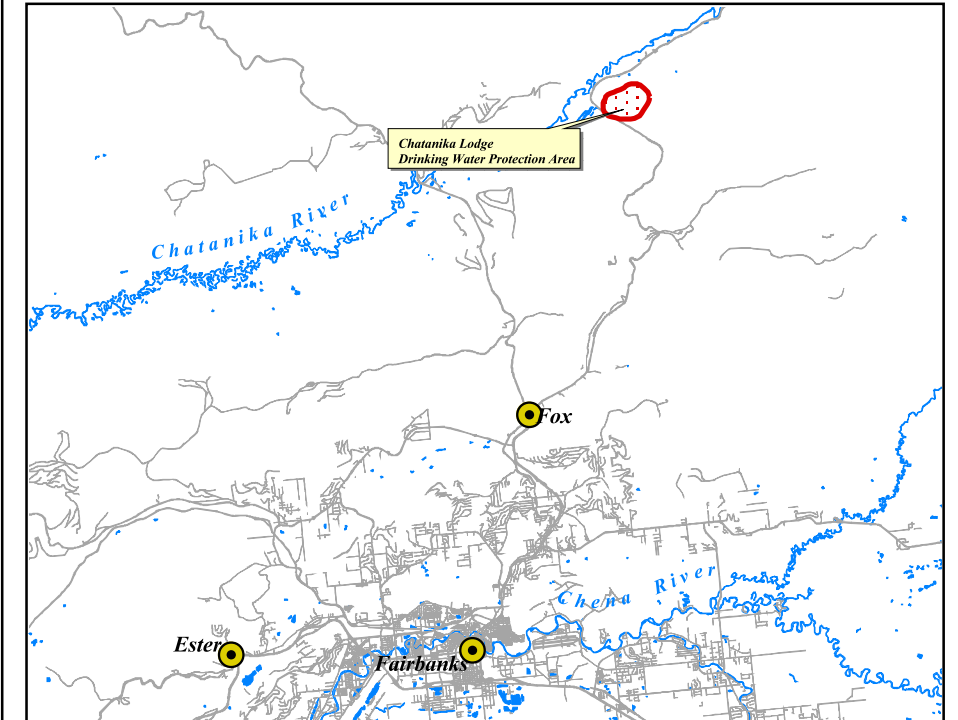 Chatanika Lodge
Drinking Water Protection Area
Chatanika River
Fox
Chena River
Ester
Fairbanks